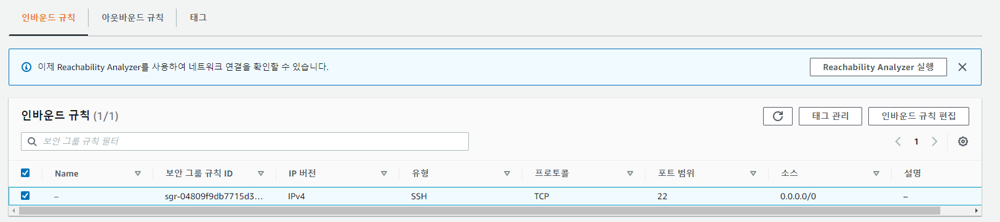 인바운드 규칙 아웃바운드 규칙 태그
이제 Reachability Analyzer를 사용하여 네트워크 연결을 확인할 수 있습니다. Reachability Analyzer 실행
인바운드 규칙 (1/1) 태그 관리 인바운드 규칙 편집
보안 그룹 규칙 필터 1
Name 보안 그룹 규칙 ID IP 버전 유형 프로토콜 포트 범위 소스 설명
– sgr-04809f9db7715d3... IPv4 SSH TCP 22 0.0.0.0/0 –